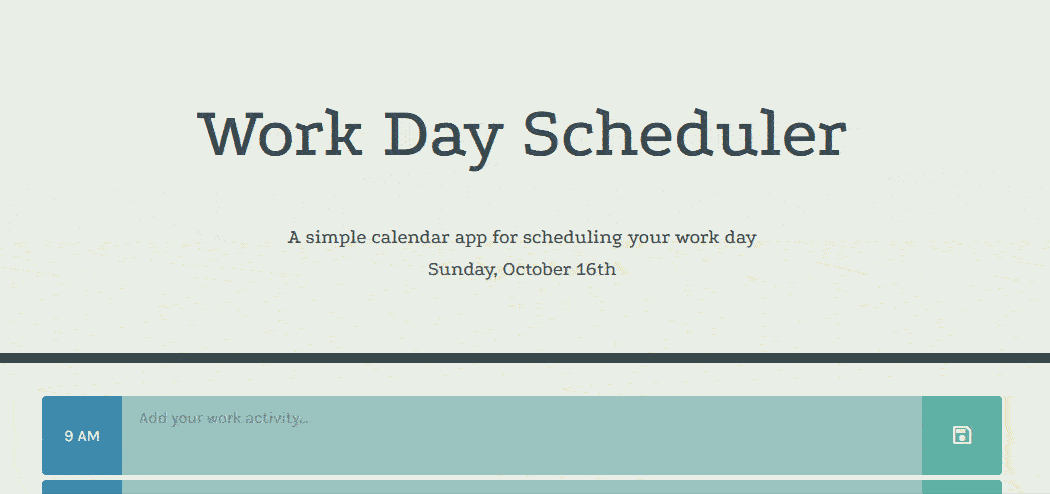 Work Day Scheduler
A simple calendar app for scheduling your work day
Sunday, October 16th
9 AM
Add your work activity...